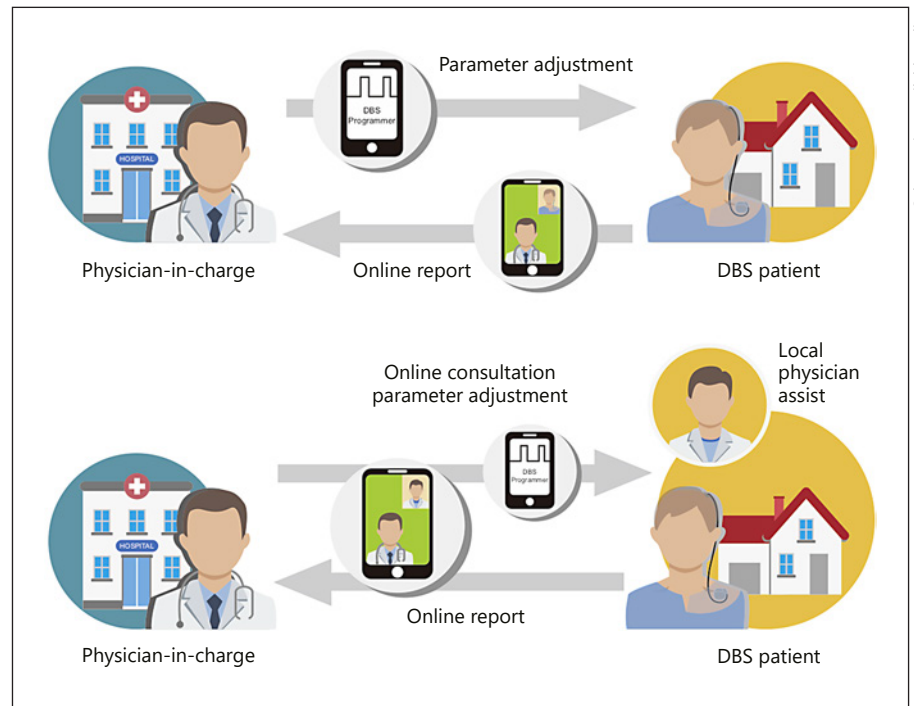 Parameter adjustment
DBS
Programmer
HOSPITAL
Physician-in-charge
Online report
DBS patient
Local
physician
assist
Online consultation
parameter adjustment
DBS
Programmer
HOSPITAL
Online report
Physician-in-charge
DBS patient